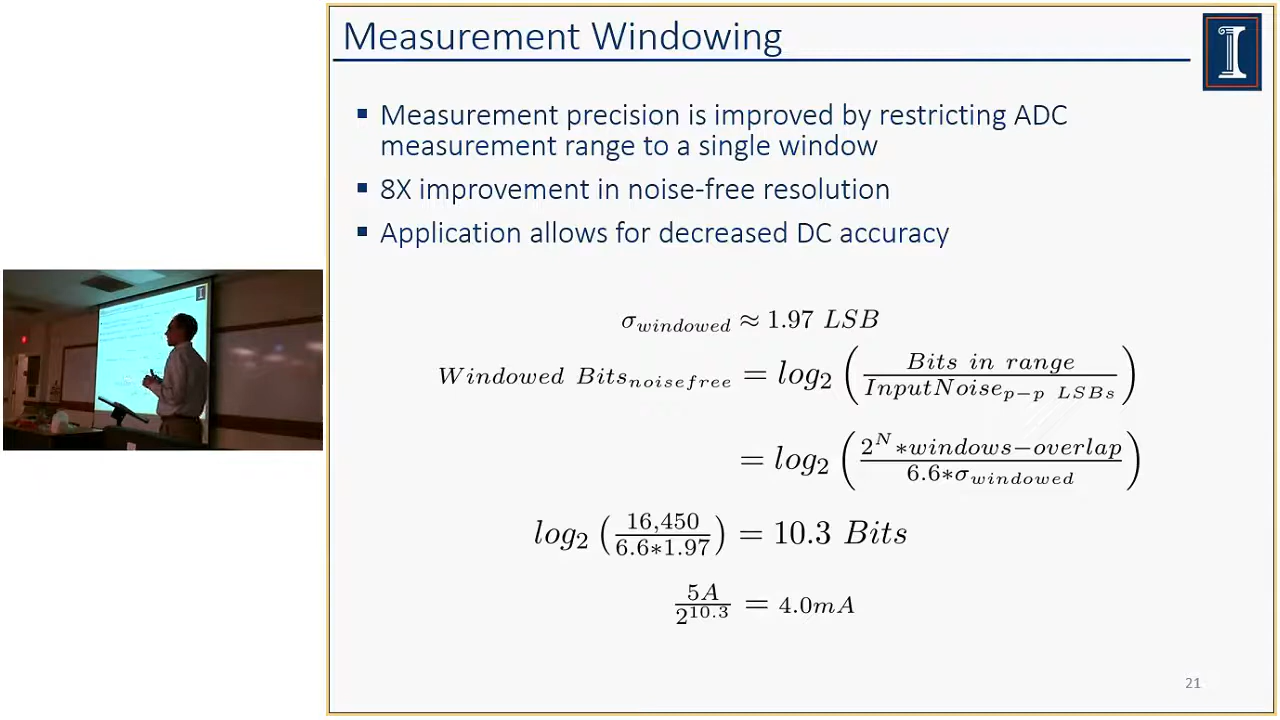 Measurement Windowing
I
▪ Measurement precision is improved by restricting ADC
measurement range to a single window
▪ 8X improvement in noise-free resolution
▪ Application allows for decreased DC accuracy
σ_windowed ≈ 1.97 LSB
Windowed Bits_noisefree = log₂ (Bits in range / InputNoise_p−p LSBs)
= log₂ (2^N∗windows−overlap / 6.6∗σ_windowed)
log₂ (16,450 / 6.6∗1.97) = 10.3 Bits
5A / 2^10.3 = 4.0mA
21